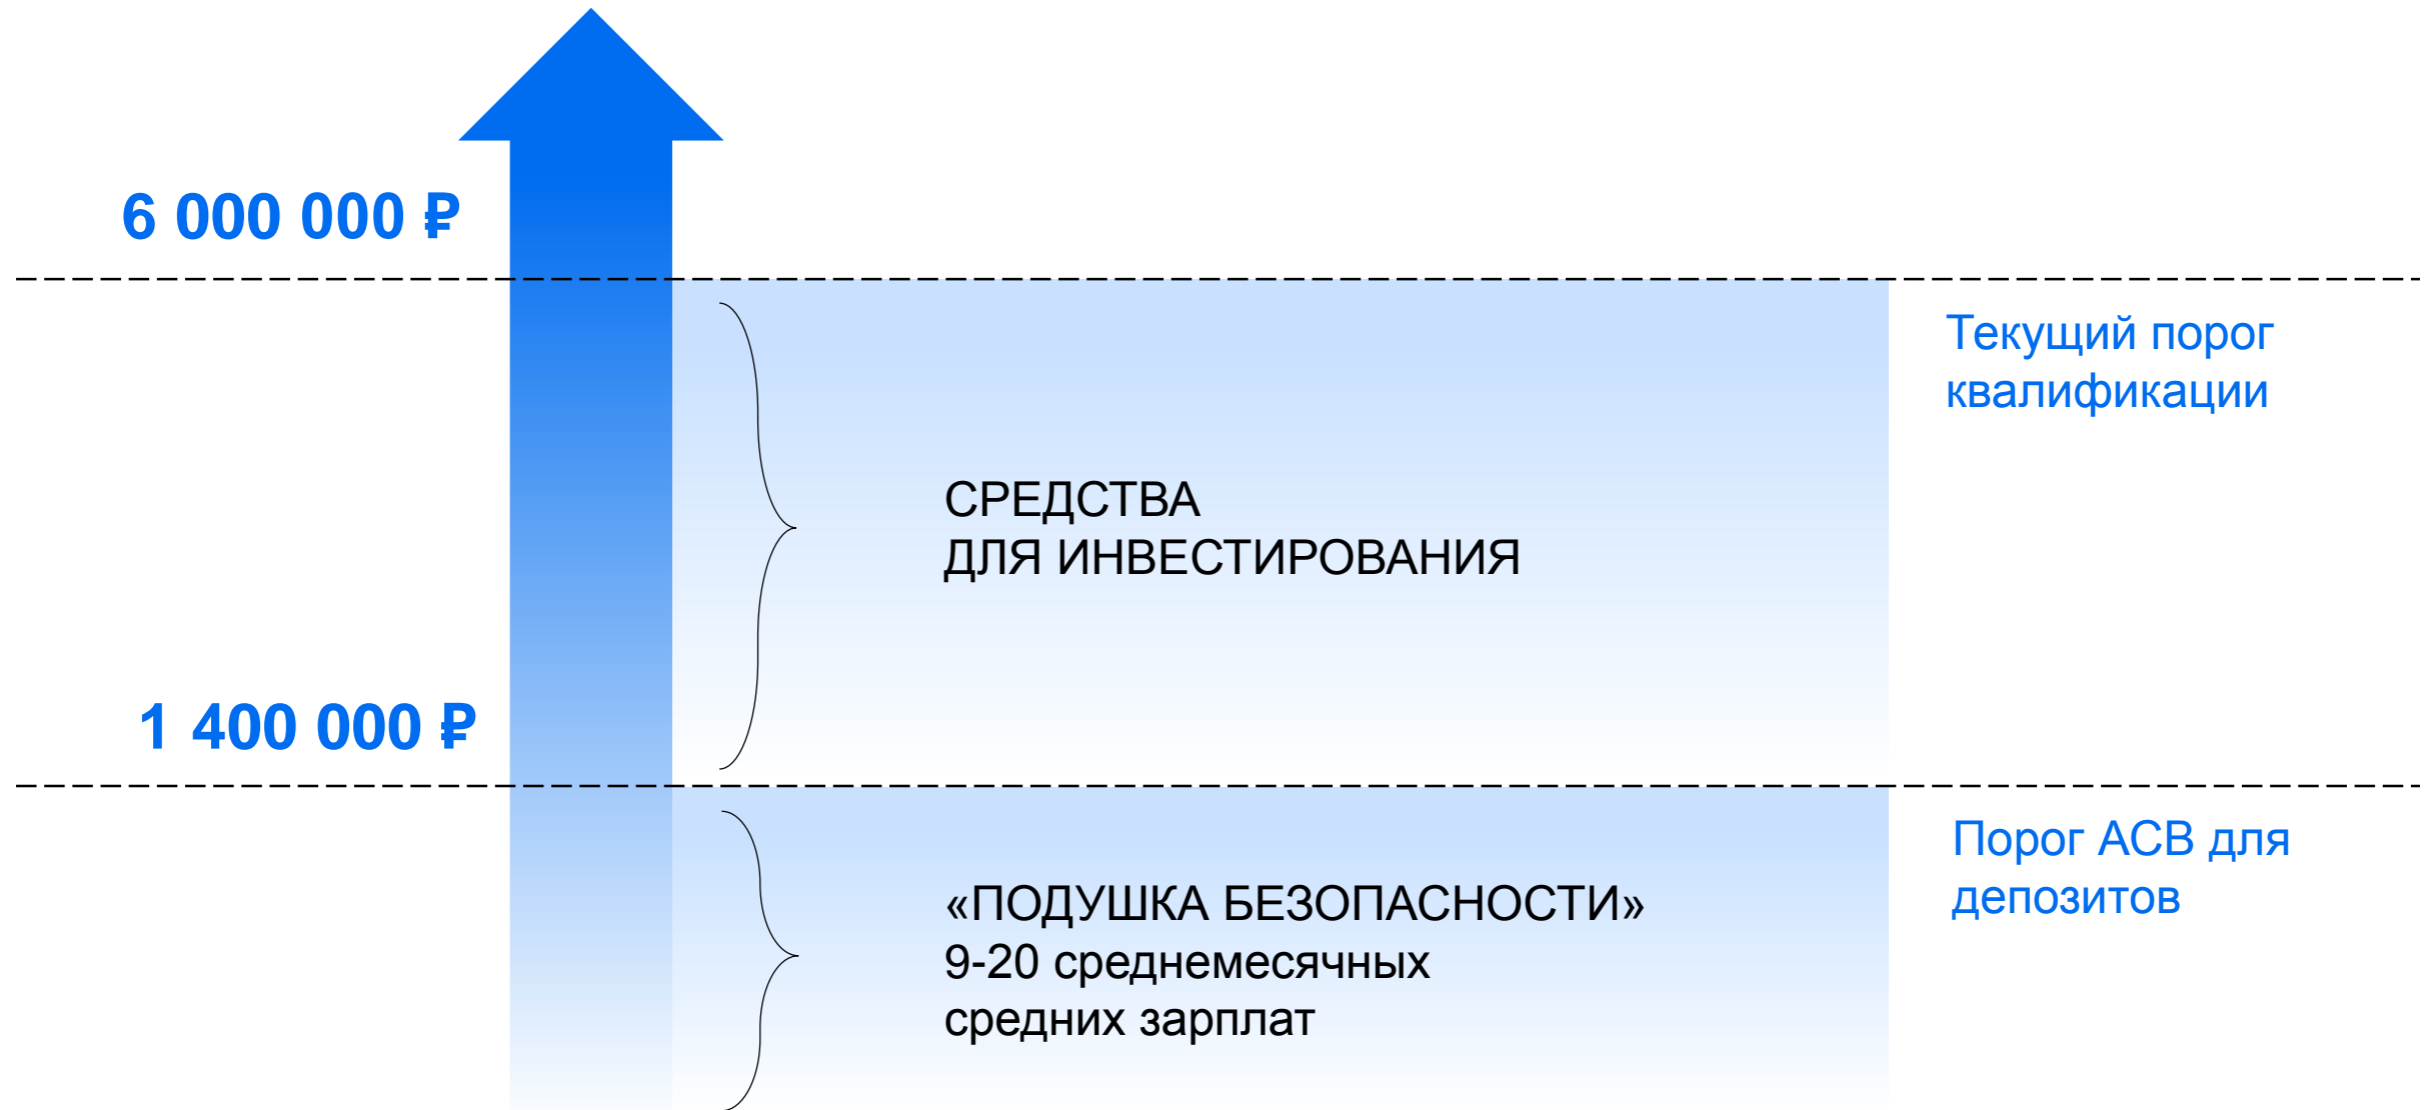 6 000 000 ₽
Текущий порог
квалификации
СРЕДСТВА
ДЛЯ ИНВЕСТИРОВАНИЯ
1 400 000 ₽
Порог АСВ для
депозитов
«ПОДУШКА БЕЗОПАСНОСТИ»
9-20 среднемесячных
средних зарплат